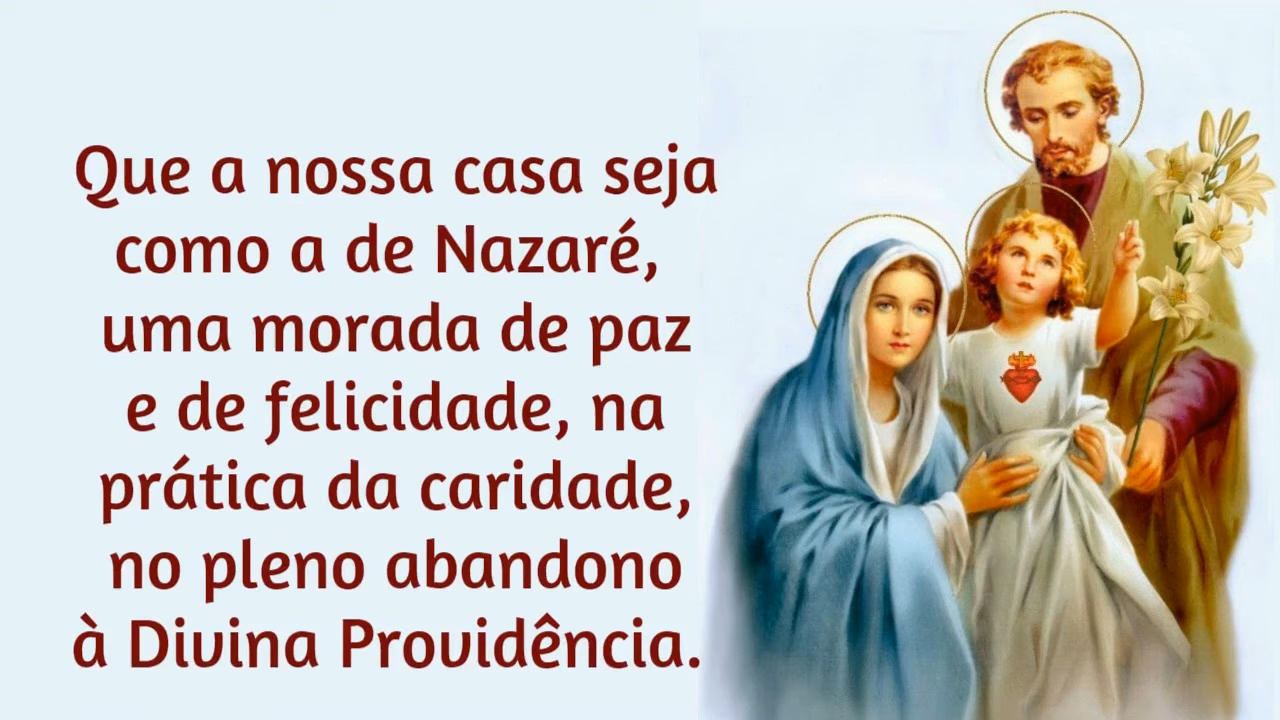 Que a nossa casa seja
como a de Nazaré,
uma morada de paz
e de felicidade, na
prática da caridade,
no pleno abandono
à Divina Providência.